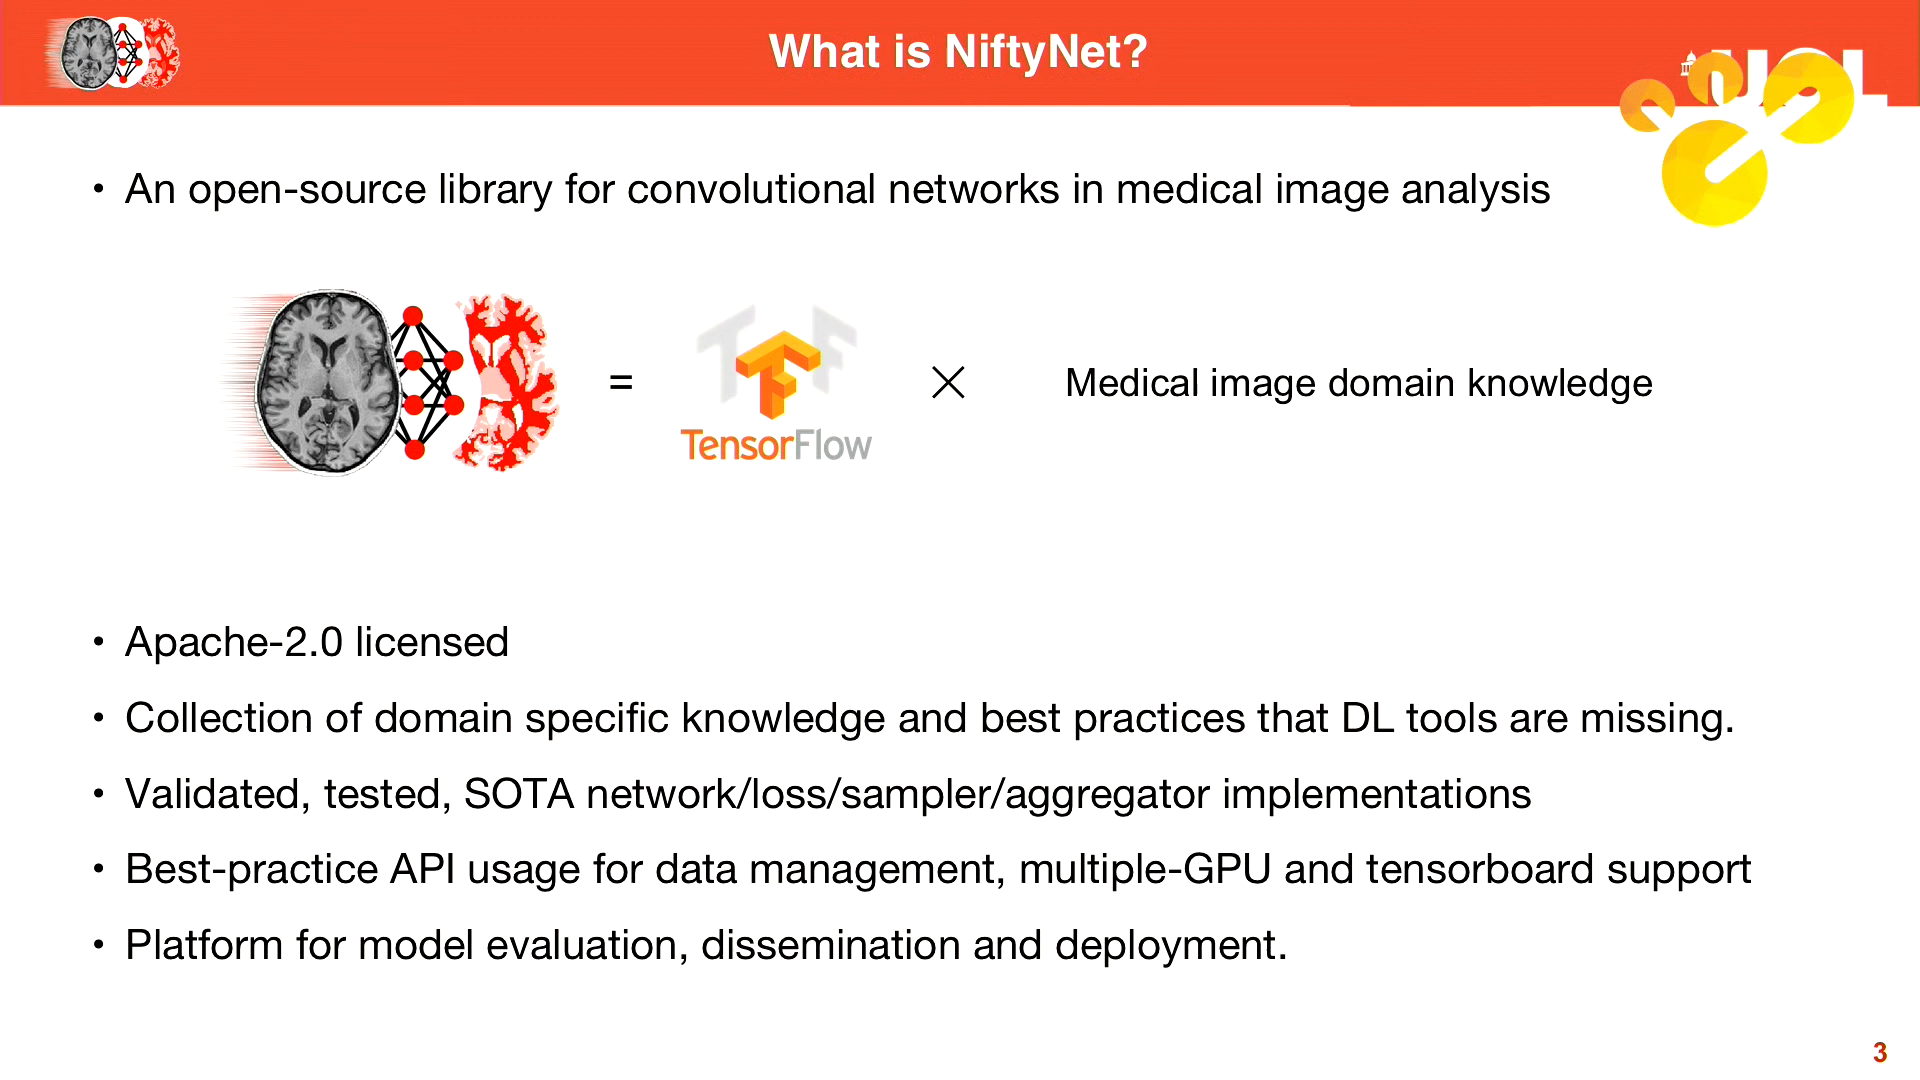 What is NiftyNet?
• An open-source library for convolutional networks in medical image analysis
= TensorFlow × Medical image domain knowledge
• Apache-2.0 licensed
• Collection of domain specific knowledge and best practices that DL tools are missing.
• Validated, tested, SOTA network/loss/sampler/aggregator implementations
• Best-practice API usage for data management, multiple-GPU and tensorboard support
• Platform for model evaluation, dissemination and deployment.
3